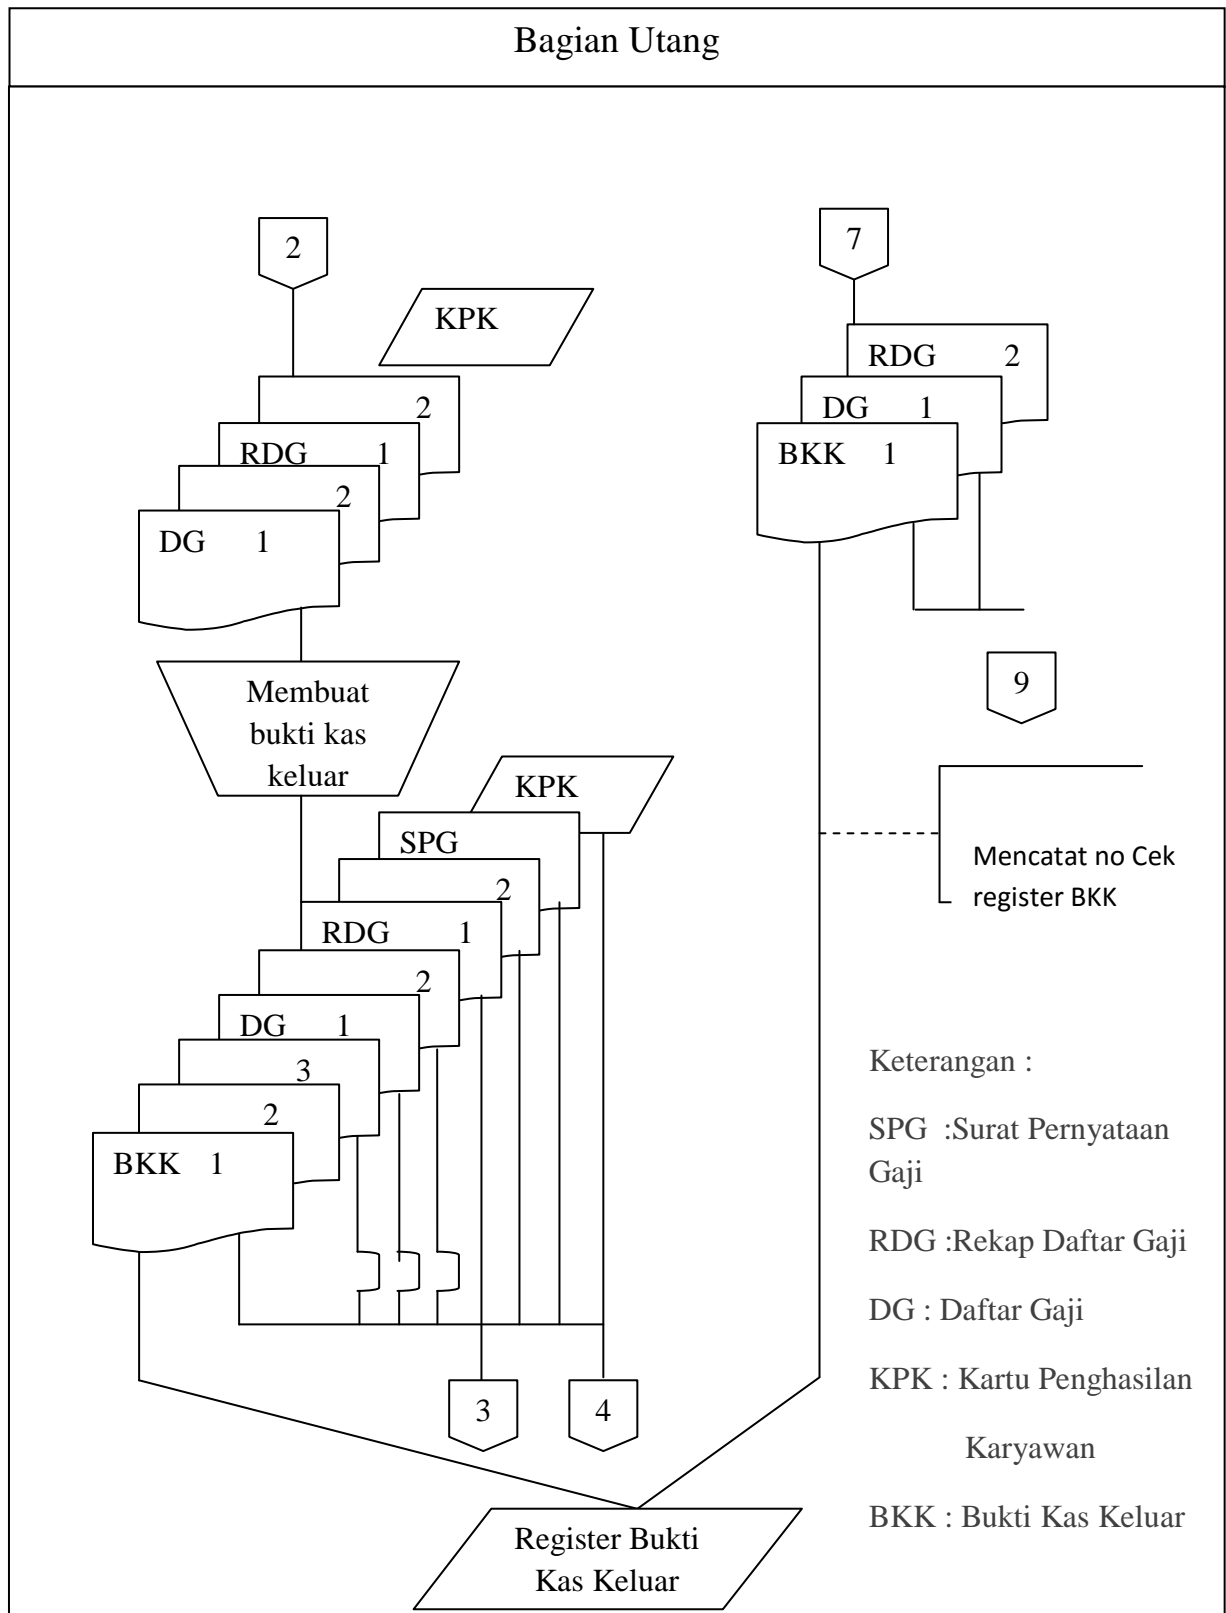 Bagian Utang
2
KPK
2
RDG 1
2
DG 1
Membuat
bukti kas
keluar
KPK
SPG
2
RDG 1
2
DG 1
3
2
BKK 1
3
4
7
RDG 2
DG 1
BKK 1
9
Mencatat no Cek
register BKK
Register Bukti
Kas Keluar
Keterangan :
SPG :Surat Pernyataan
Gaji
RDG :Rekap Daftar Gaji
DG : Daftar Gaji
KPK : Kartu Penghasilan
Karyawan
BKK : Bukti Kas Keluar